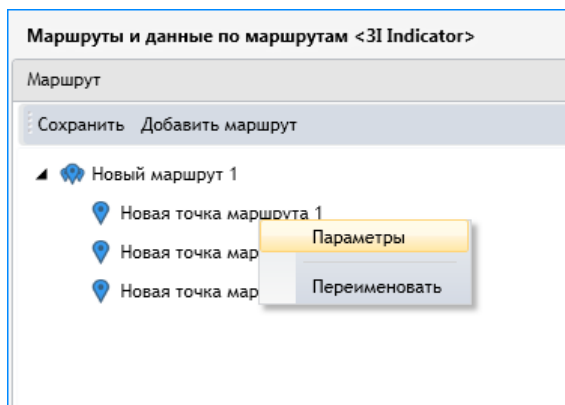 Маршруты и данные по маршрутам <3I Indicator>
Маршрут
Сохранить Добавить маршрут
Новый маршрут 1
Новая точка маршрута 1
Параметры
Новая точка мар
Новая точка мар
Переименовать